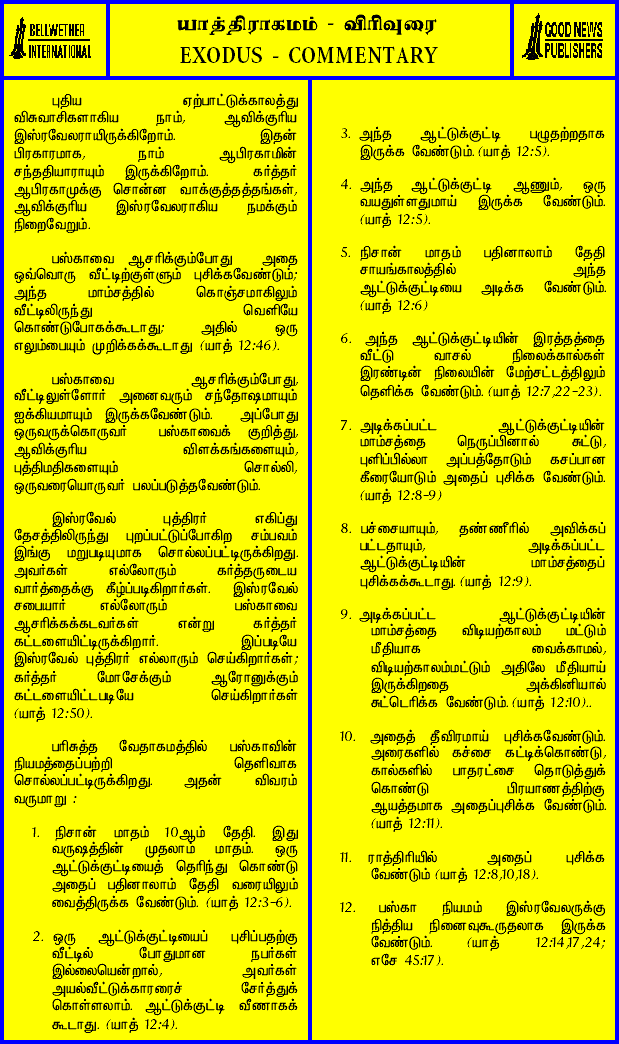 BELLWETHER
INTERNATIONAL
யாத்திராகமம் - விரிவுரை
EXODUS - COMMENTARY
GOOD NEWS
PUBLISHERS
புதிய ஏற்பாட்டுக்காலத்து
விசுவாசிகளாகிய நாம், ஆவிக்குரிய
இஸ்ரவேலராயிருக்கிறோம். இதன்
பிரகாரமாக, நாம் ஆபிரகாமின்
சந்ததியாராயும் இருக்கிறோம். கர்த்தர்
ஆபிரகாமுக்கு சொன்ன வாக்குத்தத்தங்கள்,
ஆவிக்குரிய இஸ்ரவேலராகிய நமக்கும்
நிறைவேறும்.
பஸ்காவை ஆசரிக்கும்போது அதை
ஒவ்வொரு வீட்டிற்குள்ளும் புசிக்கவேண்டும்;
அந்த மாம்சத்தில் கொஞ்சமாகிலும்
வீட்டிலிருந்து வெளியே
கொண்டுபோகக்கூடாது; அதில் ஒரு
எலும்பையும் முறிக்கக்கூடாது (யாத் 12:46).
பஸ்காவை ஆசரிக்கும்போது,
வீட்டிலுள்ளோர் அனைவரும் சந்தோஷமாயும்
ஐக்கியமாயும் இருக்கவேண்டும். அப்போது
ஒருவருக்கொருவர் பஸ்காவைக் குறித்து,
ஆவிக்குரிய விளக்கங்களையும்,
புத்திமதிகளையும் சொல்லி,
ஒருவரையொருவர் பலப்படுத்தவேண்டும்.
இஸ்ரவேல் புத்திரர் எகிப்து
தேசத்திலிருந்து புறப்பட்டுப்போகிற சம்பவம்
இங்கு மறுபடியுமாக சொல்லப்பட்டிருக்கிறது.
அவர்கள் எல்லோரும் கர்த்தருடைய
வார்த்தைக்கு கீழ்ப்படிகிறார்கள். இஸ்ரவேல்
சபையார் எல்லோரும் பஸ்காவை
ஆசரிக்கக்கடவர்கள் என்று கர்த்தர்
கட்டளையிட்டிருக்கிறார். இப்படியே
இஸ்ரவேல் புத்திரர் எல்லாரும் செய்கிறார்கள்;
கர்த்தர் மோசேக்கும் ஆரோனுக்கும்
கட்டளையிட்டபடியே செய்கிறார்கள்
(யாத் 12:50).
பரிசுத்த வேதாகமத்தில் பஸ்காவின்
நியமத்தைப்பற்றி தெளிவாக
சொல்லப்பட்டிருக்கிறது. அதன் விவரம்
வருமாறு :
1. நிசான் மாதம் 10ஆம் தேதி. இது
வருஷத்தின் முதலாம் மாதம். ஒரு
ஆட்டுக்குட்டியைத் தெரிந்து கொண்டு
அதைப் பதினாலாம் தேதி வரையிலும்
வைத்திருக்க வேண்டும். (யாத் 12:3-6).
2. ஒரு ஆட்டுக்குட்டியைப் புசிப்பதற்கு
வீட்டில் போதுமான நபர்கள்
இல்லையென்றால், அவர்கள்
அயல்வீட்டுக்காரரைச் சேர்த்துக்
கொள்ளலாம். ஆட்டுக்குட்டி வீணாகக்
கூடாது. (யாத் 12:4).
3. அந்த ஆட்டுக்குட்டி பழுதற்றதாக
இருக்க வேண்டும். (யாத் 12:5).
4. அந்த ஆட்டுக்குட்டி ஆணும், ஒரு
வயதுள்ளதுமாய் இருக்க வேண்டும்.
(யாத் 12:5).
5. நிசான் மாதம் பதினாலாம் தேதி
சாயங்காலத்தில் அந்த
ஆட்டுக்குட்டியை அடிக்க வேண்டும்.
(யாத் 12:6)
6. அந்த ஆட்டுக்குட்டியின் இரத்தத்தை
வீட்டு வாசல் நிலைக்கால்கள்
இரண்டின் நிலையின் மேற்சட்டத்திலும்
தெளிக்க வேண்டும். (யாத் 12:7,22-23).
7. அடிக்கப்பட்ட ஆட்டுக்குட்டியின்
மாம்சத்தை நெருப்பினால் சுட்டு,
புளிப்பில்லா அப்பத்தோடும் கசப்பான
கீரையோடும் அதைப் புசிக்க வேண்டும்.
(யாத் 12:8-9)
8. பச்சையாயும், தண்ணீரில் அவிக்கப்
பட்டதாயும், அடிக்கப்பட்ட
ஆட்டுக்குட்டியின் மாம்சத்தைப்
புசிக்கக்கூடாது. (யாத் 12:9).
9. அடிக்கப்பட்ட ஆட்டுக்குட்டியின்
மாம்சத்தை விடியற்காலம் மட்டும்
மீதியாக வைக்காமல்,
விடியற்காலம்மட்டும் அதிலே மீதியாய்
இருக்கிறதை அக்கினியால்
சுட்டெரிக்க வேண்டும். (யாத் 12:10)..
10. அதைத் தீவிரமாய் புசிக்கவேண்டும்.
அரைகளில் கச்சை கட்டிக்கொண்டு,
கால்களில் பாதரட்சை தொடுத்துக்
கொண்டு பிரயாணத்திற்கு
ஆயத்தமாக அதைப்புசிக்க வேண்டும்.
(யாத் 12:11).
11. ராத்திரியில் அதைப் புசிக்க
வேண்டும் (யாத் 12:8,10,18).
12. பஸ்கா நியமம் இஸ்ரவேலருக்கு
நித்திய நினைவுகூருதலாக இருக்க
வேண்டும். (யாத் 12:14,17,24;
எசே 45:17).